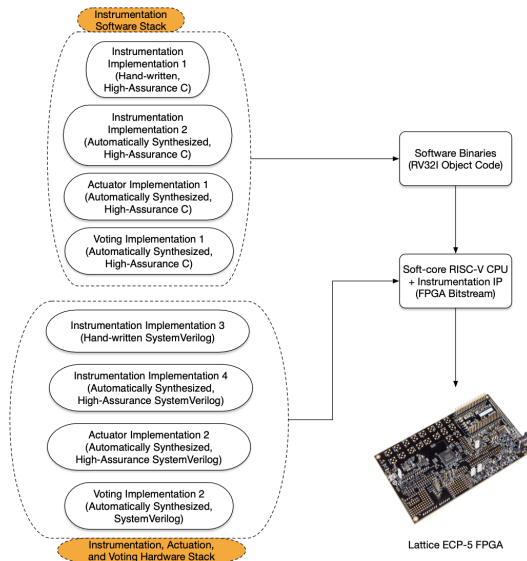 Instrumentation
Software Stack
Instrumentation
Implementation 1
(Hand-written,
High-Assurance C)
Instrumentation
Implementation 2
(Automatically Synthesized,
High-Assurance C)
Actuator Implementation 1
(Automatically Synthesized,
High-Assurance C)
Voting Implementation 1
(Automatically Synthesized,
High-Assurance C)
Software Binaries
(RV32I Object Code)
Soft-core RISC-V CPU
+ Instrumentation IP
(FPGA Bitstream)
Instrumentation Implementation 3
(Hand-written SystemVerilog)
Instrumentation Implementation 4
(Automatically Synthesized,
High-Assurance SystemVerilog)
Actuator Implementation 2
(Automatically Synthesized,
High-Assurance SystemVerilog)
Voting Implementation 2
(Automatically Synthesized,
SystemVerilog)
Instrumentation, Actuation,
and Voting Hardware Stack
Lattice ECP-5 FPGA